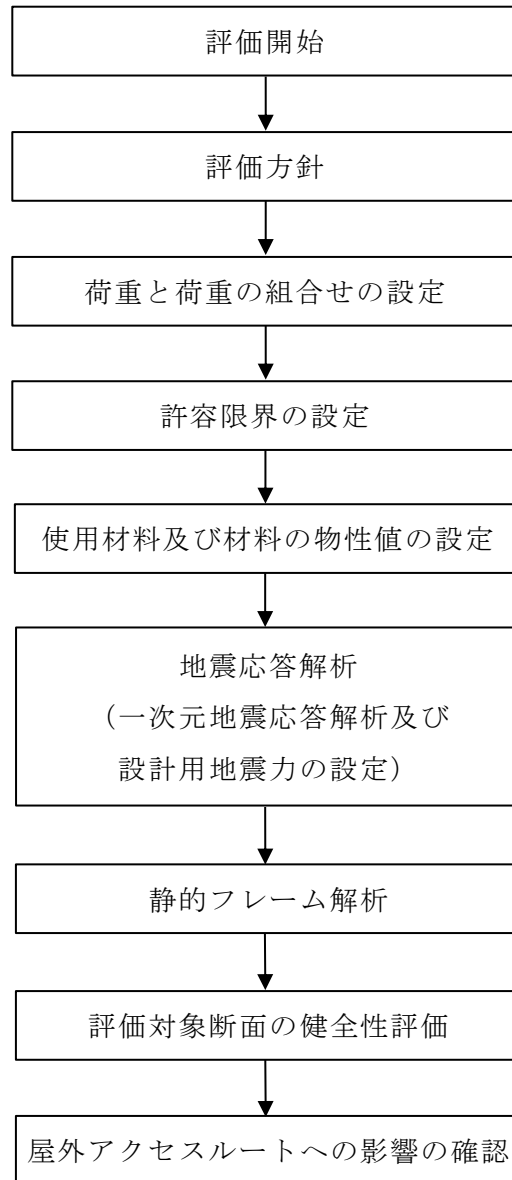 評価開始
評価方針
荷重と荷重の組合せの設定
許容限界の設定
使用材料及び材料の物性値の設定
地震応答解析
（一次元地震応答解析及び
設計用地震力の設定）
静的フレーム解析
評価対象断面の健全性評価
屋外アクセスルートへの影響の確認